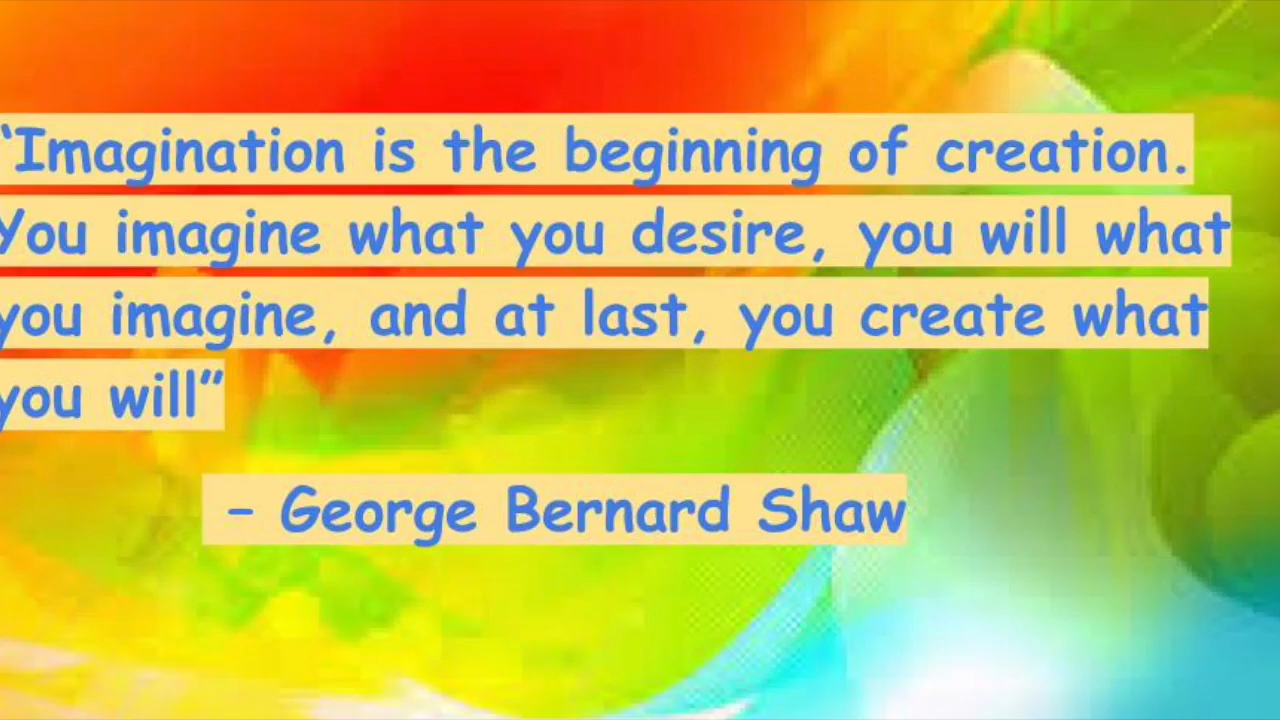 “Imagination is the beginning of creation.
You imagine what you desire, you will what
you imagine, and at last, you create what
you will”
– George Bernard Shaw